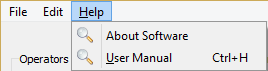 File Edit Help
About Software
User Manual Ctrl+H
Operators